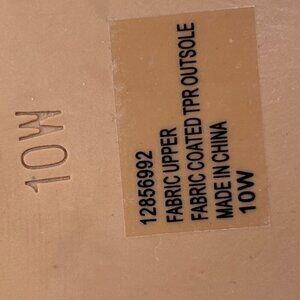 10W
12856992
FABRIC UPPER
FABRIC COATED TPR OUTSOLE
MADE IN CHINA
10W